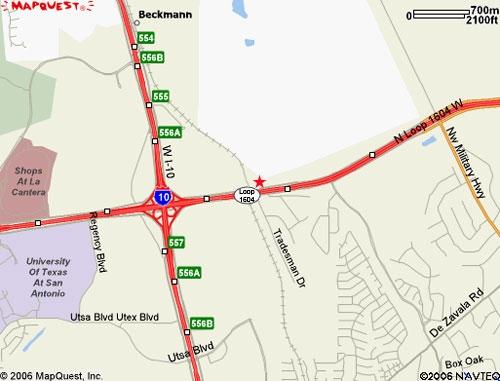 MAPQUEST
Beckmann
700m
2100ft
554
556B
555
556A
W I-10
N Loop 1604 W
Nw Military Hwy
Shops
At La
Cantera
10
Loop
1604
Regency Blvd
557
Tradesman Dr
University
Of Texas
At San
Antonio
556A
Utsa Blvd Utex Blvd
556B
De Zavala Rd
Utsa Blvd
Box Oak
© 2006 MapQuest, Inc.
©2006 NAVTEQ